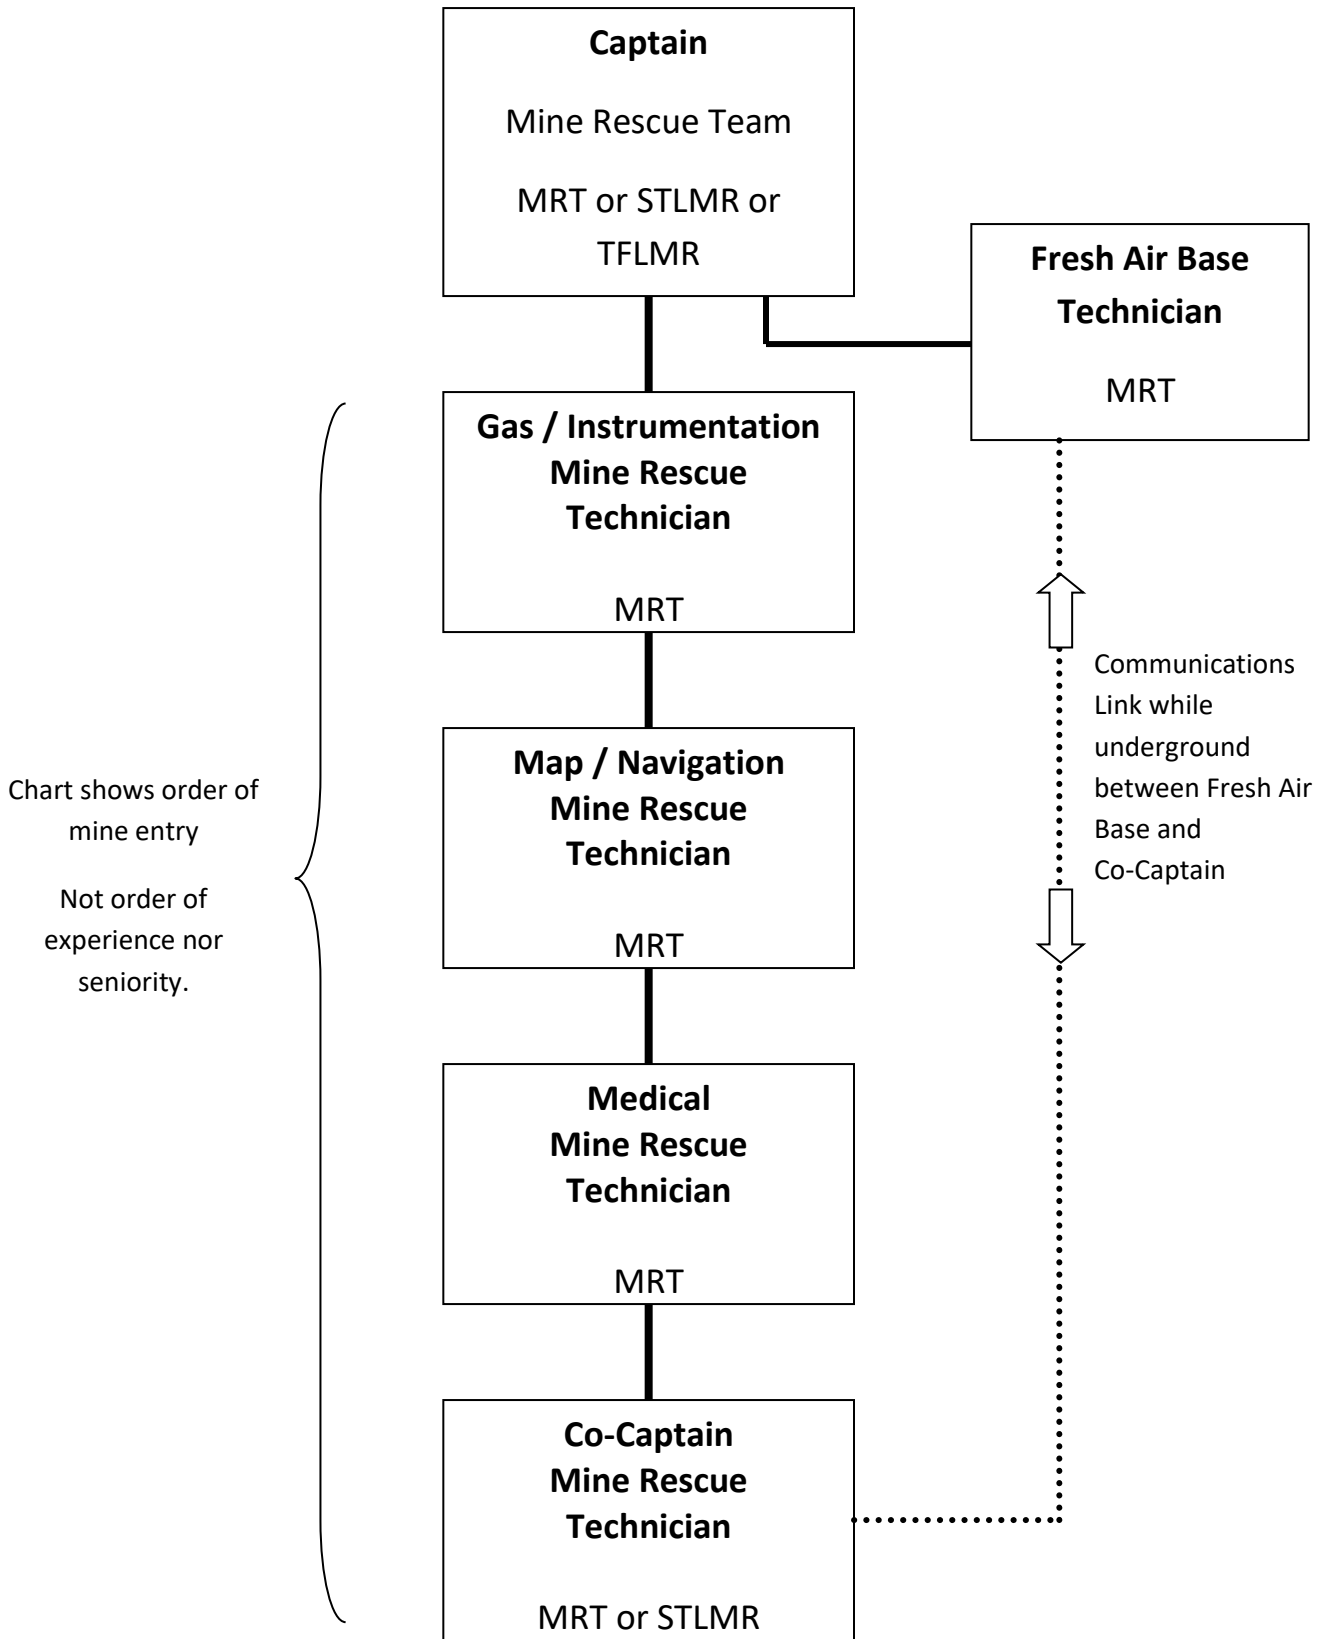 Captain
Mine Rescue Team
MRT or STLMR or
TFLMR
Fresh Air Base
Technician
MRT
Gas / Instrumentation
Mine Rescue
Technician
MRT
Communications
Link while
underground
between Fresh Air
Base and
Co-Captain
Map / Navigation
Mine Rescue
Technician
MRT
Chart shows order of
mine entry
Not order of
experience nor
seniority.
Medical
Mine Rescue
Technician
MRT
Co-Captain
Mine Rescue
Technician
MRT or STLMR